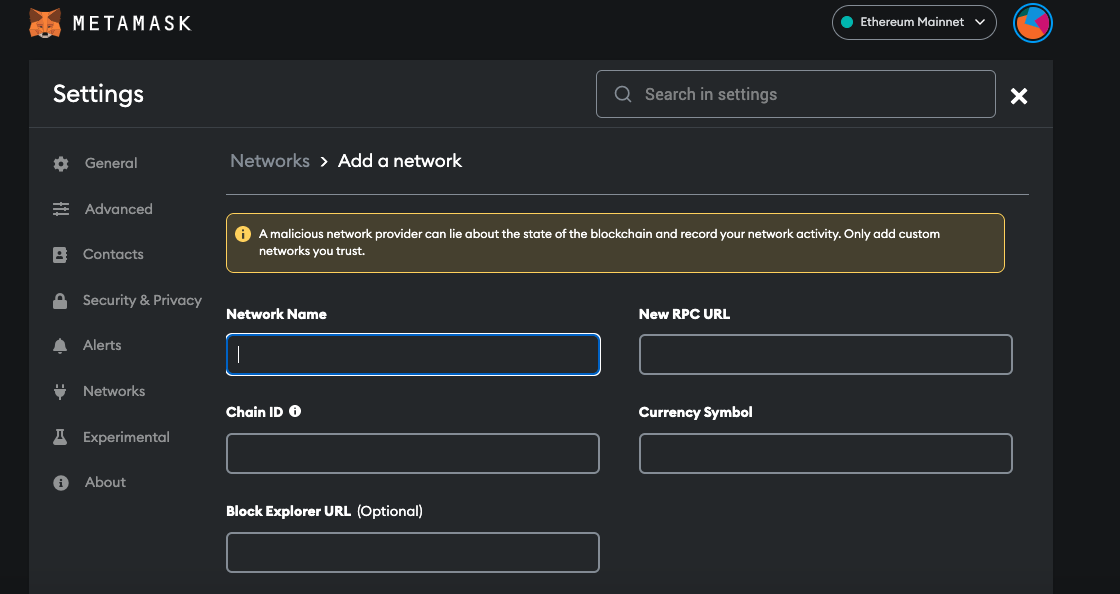 METAMASK
Ethereum Mainnet
Settings
Search in settings
General
Advanced
Contacts
Security & Privacy
Alerts
Networks
Experimental
About
Networks > Add a network
A malicious network provider can lie about the state of the blockchain and record your network activity. Only add custom
networks you trust.
Network Name
New RPC URL
Chain ID
Currency Symbol
Block Explorer URL (Optional)